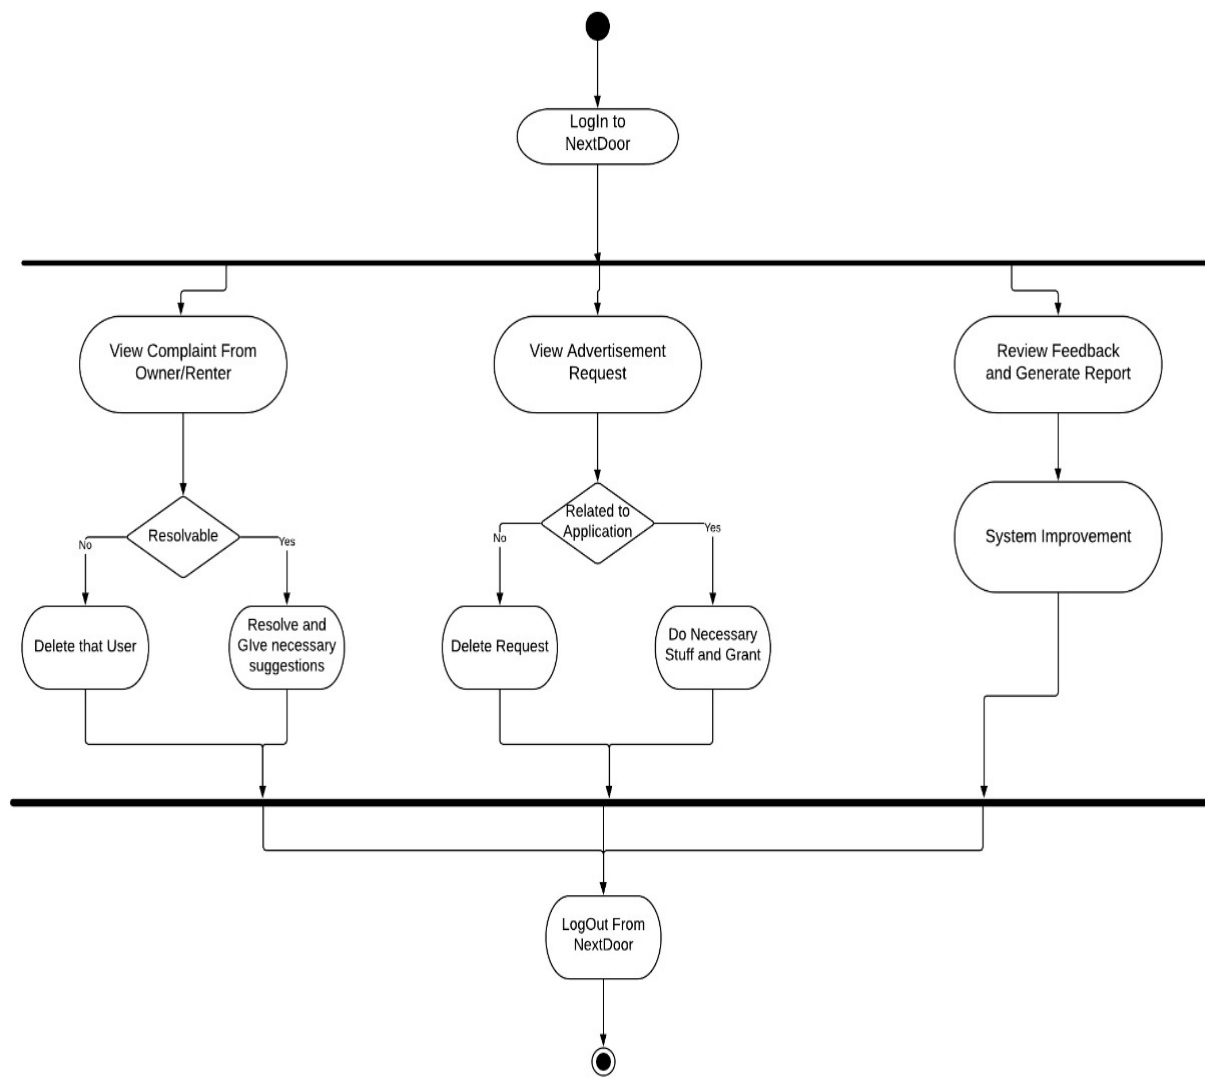 LogIn to
NextDoor
View Complaint From
Owner/Renter
View Advertisement
Request
Review Feedback
and Generate Report
Resolvable
No
Yes
Related to
Application
No
Yes
System Improvement
Delete that User
Resolve and
GIve necessary
suggestions
Delete Request
Do Necessary
Stuff and Grant
LogOut From
NextDoor